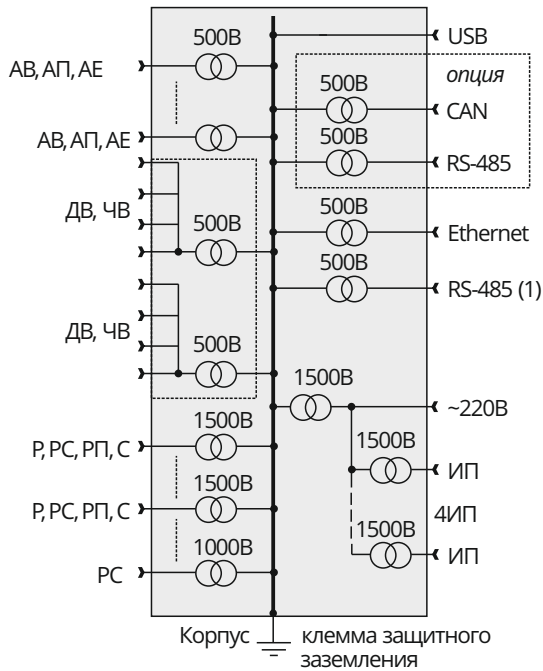 500В
USB
АВ, АП, АЕ
опция
500В
CAN
500В
АВ, АП, АЕ
RS-485
ДВ, ЧВ
500В
500В
Ethernet
500В
RS-485 (1)
ДВ, ЧВ
500В
1500В
~220В
1500В
Р, РС, РП, С
1500В
ИП
1500В
Р, РС, РП, С
4ИП
1500В
1000В
ИП
РС
Корпус
клемма защитного
заземления